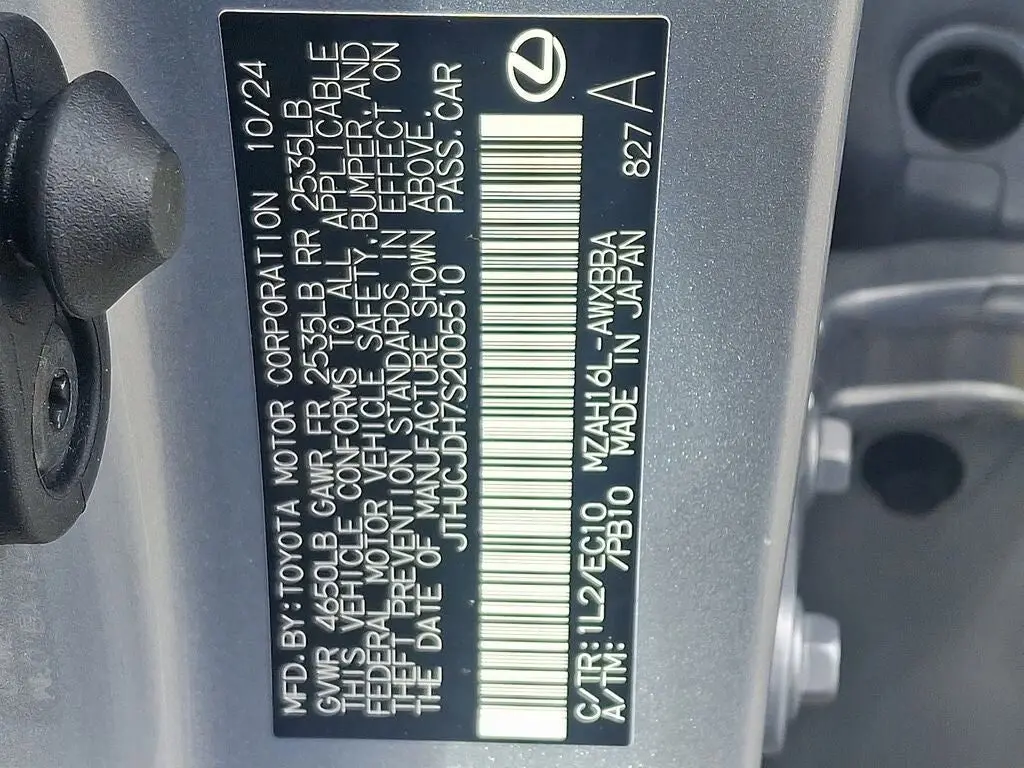 MFD.BY:TOYOTA MOTOR CORPORATION 10/24
GVWR 4650LB GAWR FR 2535LB RR 2535LB
THIS VEHICLE CONFORMS TO ALL APPLICABLE
FEDERAL MOTOR VEHICLE SAFETY,BUMPER,AND
THEFT PREVENTION STANDARDS IN EFFECT ON
THE DATE OF MANUFACTURE SHOWN ABOVE.
JTHUCJDH7S2005510 PASS.CAR
C/TR:1L2/EC10 MZAH16L-AWXBBA
A/TM: /PB10 MADE IN JAPAN 827 A